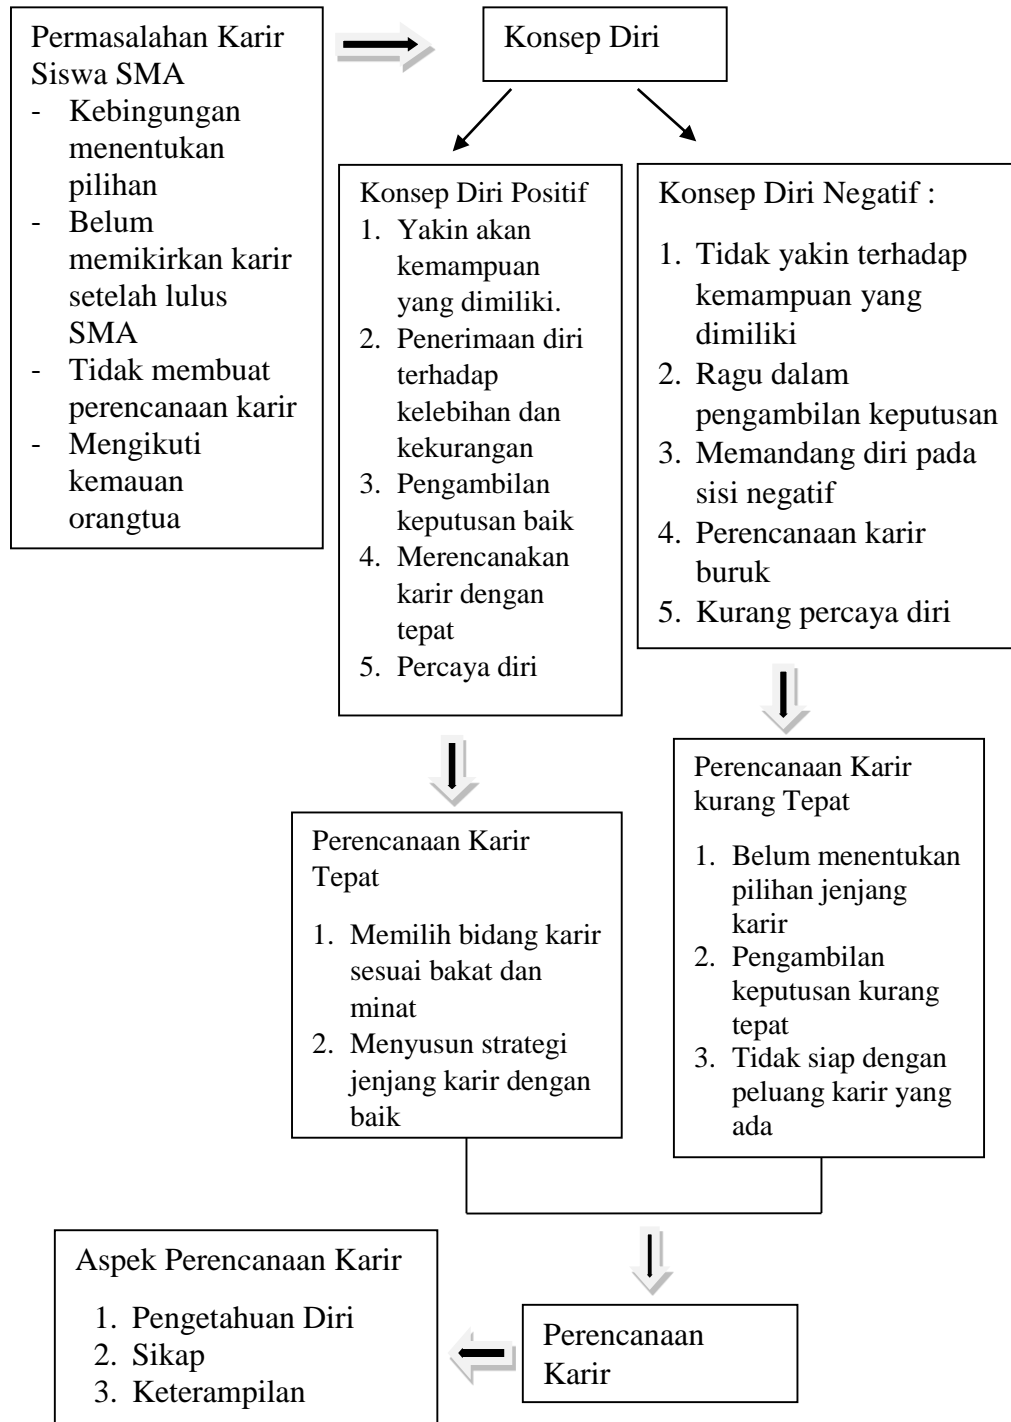 Permasalahan Karir
Siswa SMA
- Kebingungan
menentukan
pilihan
- Belum
memikirkan karir
setelah lulus
SMA
- Tidak membuat
perencanaan karir
- Mengikuti
kemauan
orangtua
Konsep Diri
Konsep Diri Positif
1. Yakin akan
kemampuan
yang dimiliki.
2. Penerimaan diri
terhadap
kelebihan dan
kekurangan
3. Pengambilan
keputusan baik
4. Merencanakan
karir dengan
tepat
5. Percaya diri
Konsep Diri Negatif :
1. Tidak yakin terhadap
kemampuan yang
dimiliki
2. Ragu dalam
pengambilan keputusan
3. Memandang diri pada
sisi negatif
4. Perencanaan karir
buruk
5. Kurang percaya diri
Perencanaan Karir
Tepat
1. Memilih bidang karir
sesuai bakat dan
minat
2. Menyusun strategi
jenjang karir dengan
baik
Perencanaan Karir
kurang Tepat
1. Belum menentukan
pilihan jenjang
karir
2. Pengambilan
keputusan kurang
tepat
3. Tidak siap dengan
peluang karir yang
ada
Perencanaan
Karir
Aspek Perencanaan Karir
1. Pengetahuan Diri
2. Sikap
3. Keterampilan